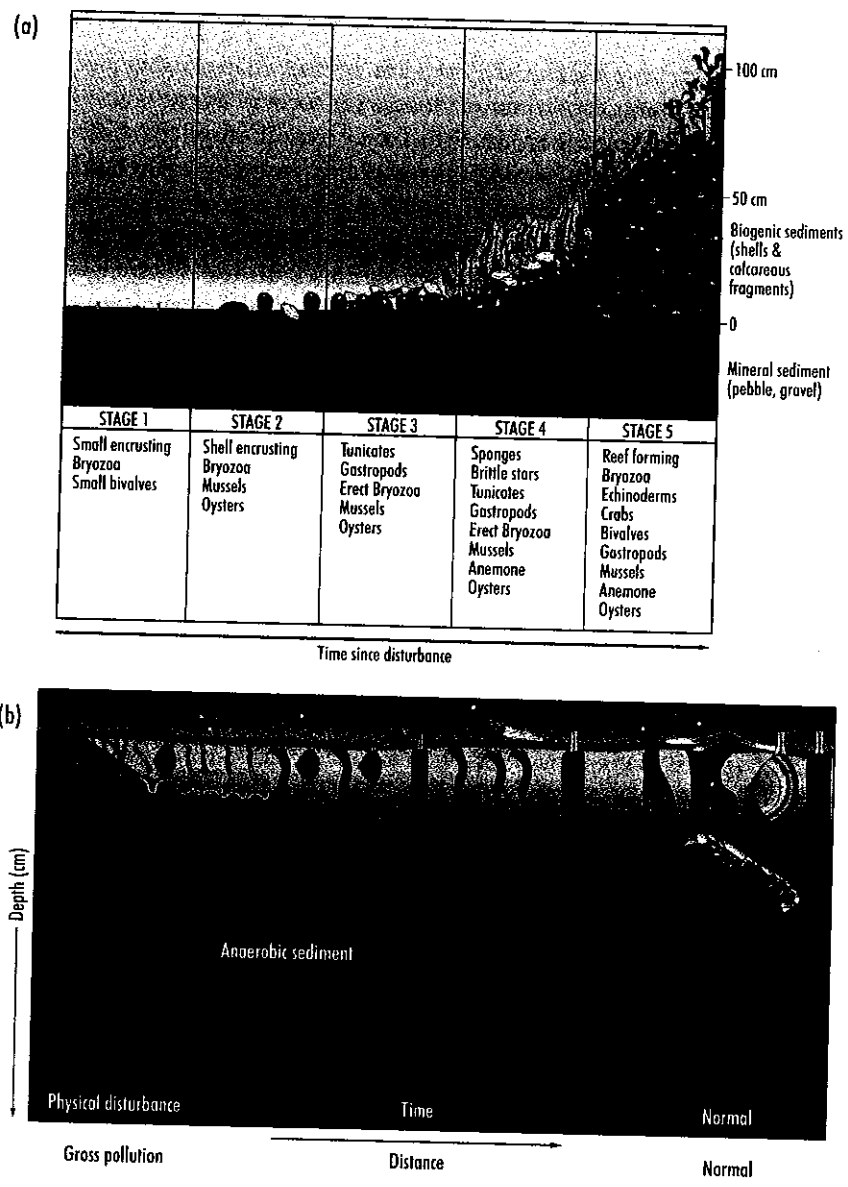 (a)
100 cm
50 cm
Biogenic sediments
(shells &
calcareous
fragments)
0
Mineral sediment
(pebble, gravel)
STAGE 1
Small encrusting
Bryozoa
Small bivalves
STAGE 2
Shell encrusting
Bryozoa
Mussels
Oysters
STAGE 3
Tunicates
Gastropods
Erect Bryozoa
Mussels
Oysters
STAGE 4
Sponges
Brittle stars
Tunicates
Gastropods
Erect Bryozoa
Mussels
Anemone
Oysters
STAGE 5
Reef forming
Bryozoa
Echinoderms
Crabs
Bivalves
Gastropods
Mussels
Anemone
Oysters
Time since disturbance
(b)
Depth (cm)
Anaerobic sediment
Physical disturbance
Time
Normal
Gross pollution
Distance
Normal